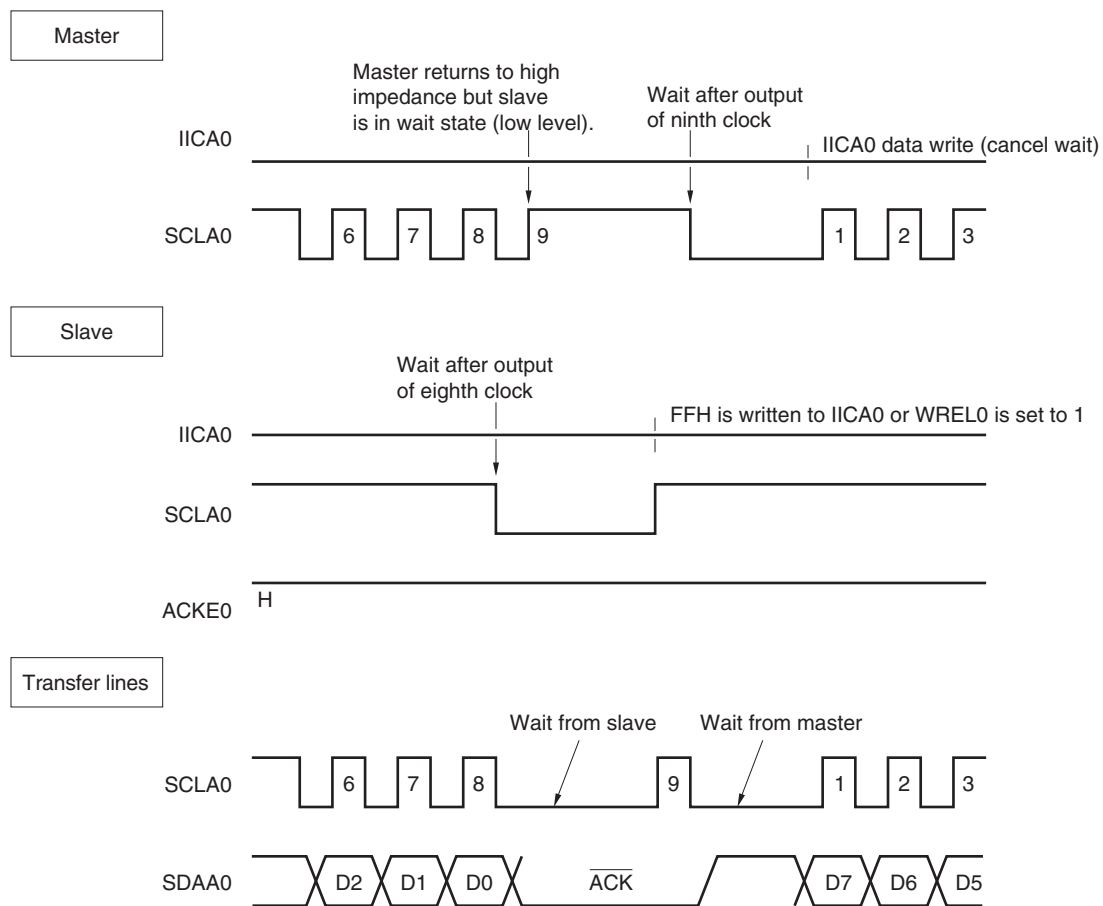 Master
Master returns to high
impedance but slave
is in wait state (low level).
Wait after output
of ninth clock
IICA0
IICA0 data write (cancel wait)
SCLA0
6
7
8
9
1
2
3
Slave
Wait after output
of eighth clock
FFH is written to IICA0 or WREL0 is set to 1
IICA0
SCLA0
ACKE0
H
Transfer lines
Wait from slave
Wait from master
SCLA0
6
7
8
9
1
2
3
SDAA0
D2
D1
D0
ACK
D7
D6
D5